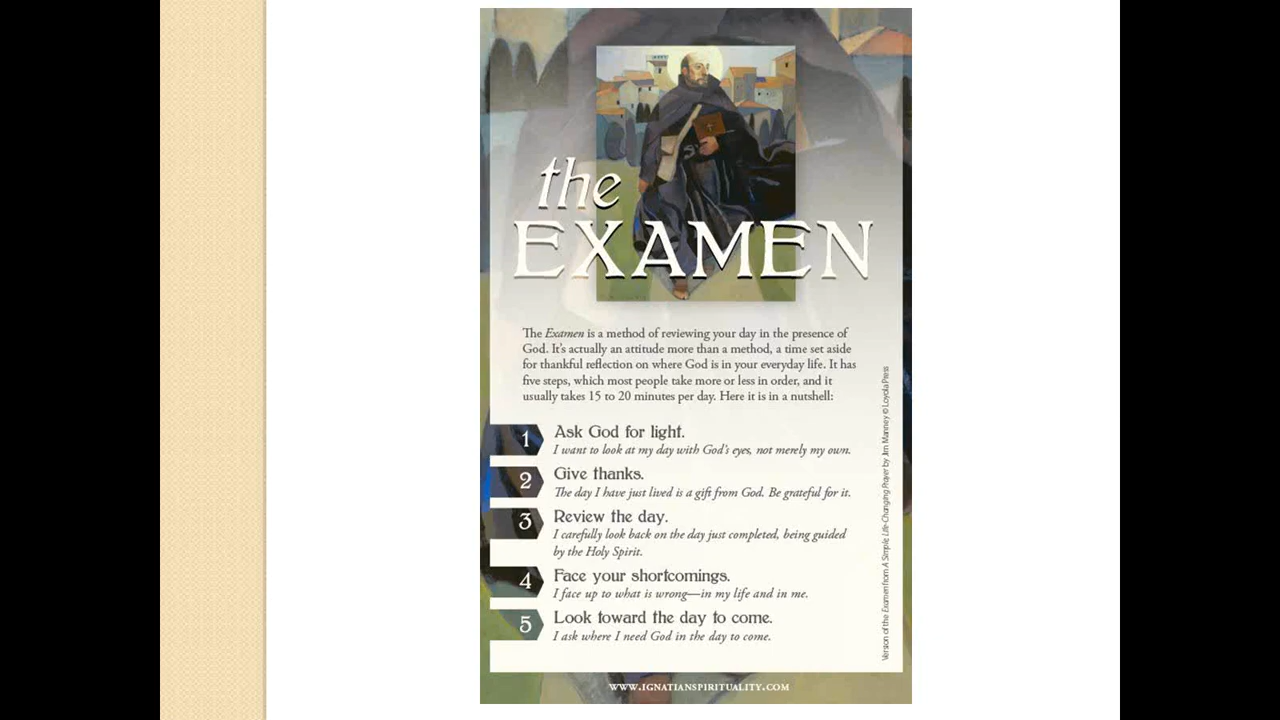 the
EXAMEN
The Examen is a method of reviewing your day in the presence of
God. It's actually an attitude more than a method, a time set aside
for thankful reflection on where God is in your everyday life. It has
five steps, which most people take more or less in order, and it
usually takes 15 to 20 minutes per day. Here it is in a nutshell:
1 Ask God for light.
I want to look at my day with God's eyes, not merely my own.
2 Give thanks.
The day I have just lived is a gift from God. Be grateful for it.
3 Review the day.
I carefully look back on the day just completed, being guided
by the Holy Spirit.
4 Face your shortcomings.
I face up to what is wrong—in my life and in me.
5 Look toward the day to come.
I ask where I need God in the day to come.
Version of the Examen from A Simple Life-Changing Prayer by Jim Manney © Loyola Press
WWW.IGNATIANSPIRITUALITY.COM